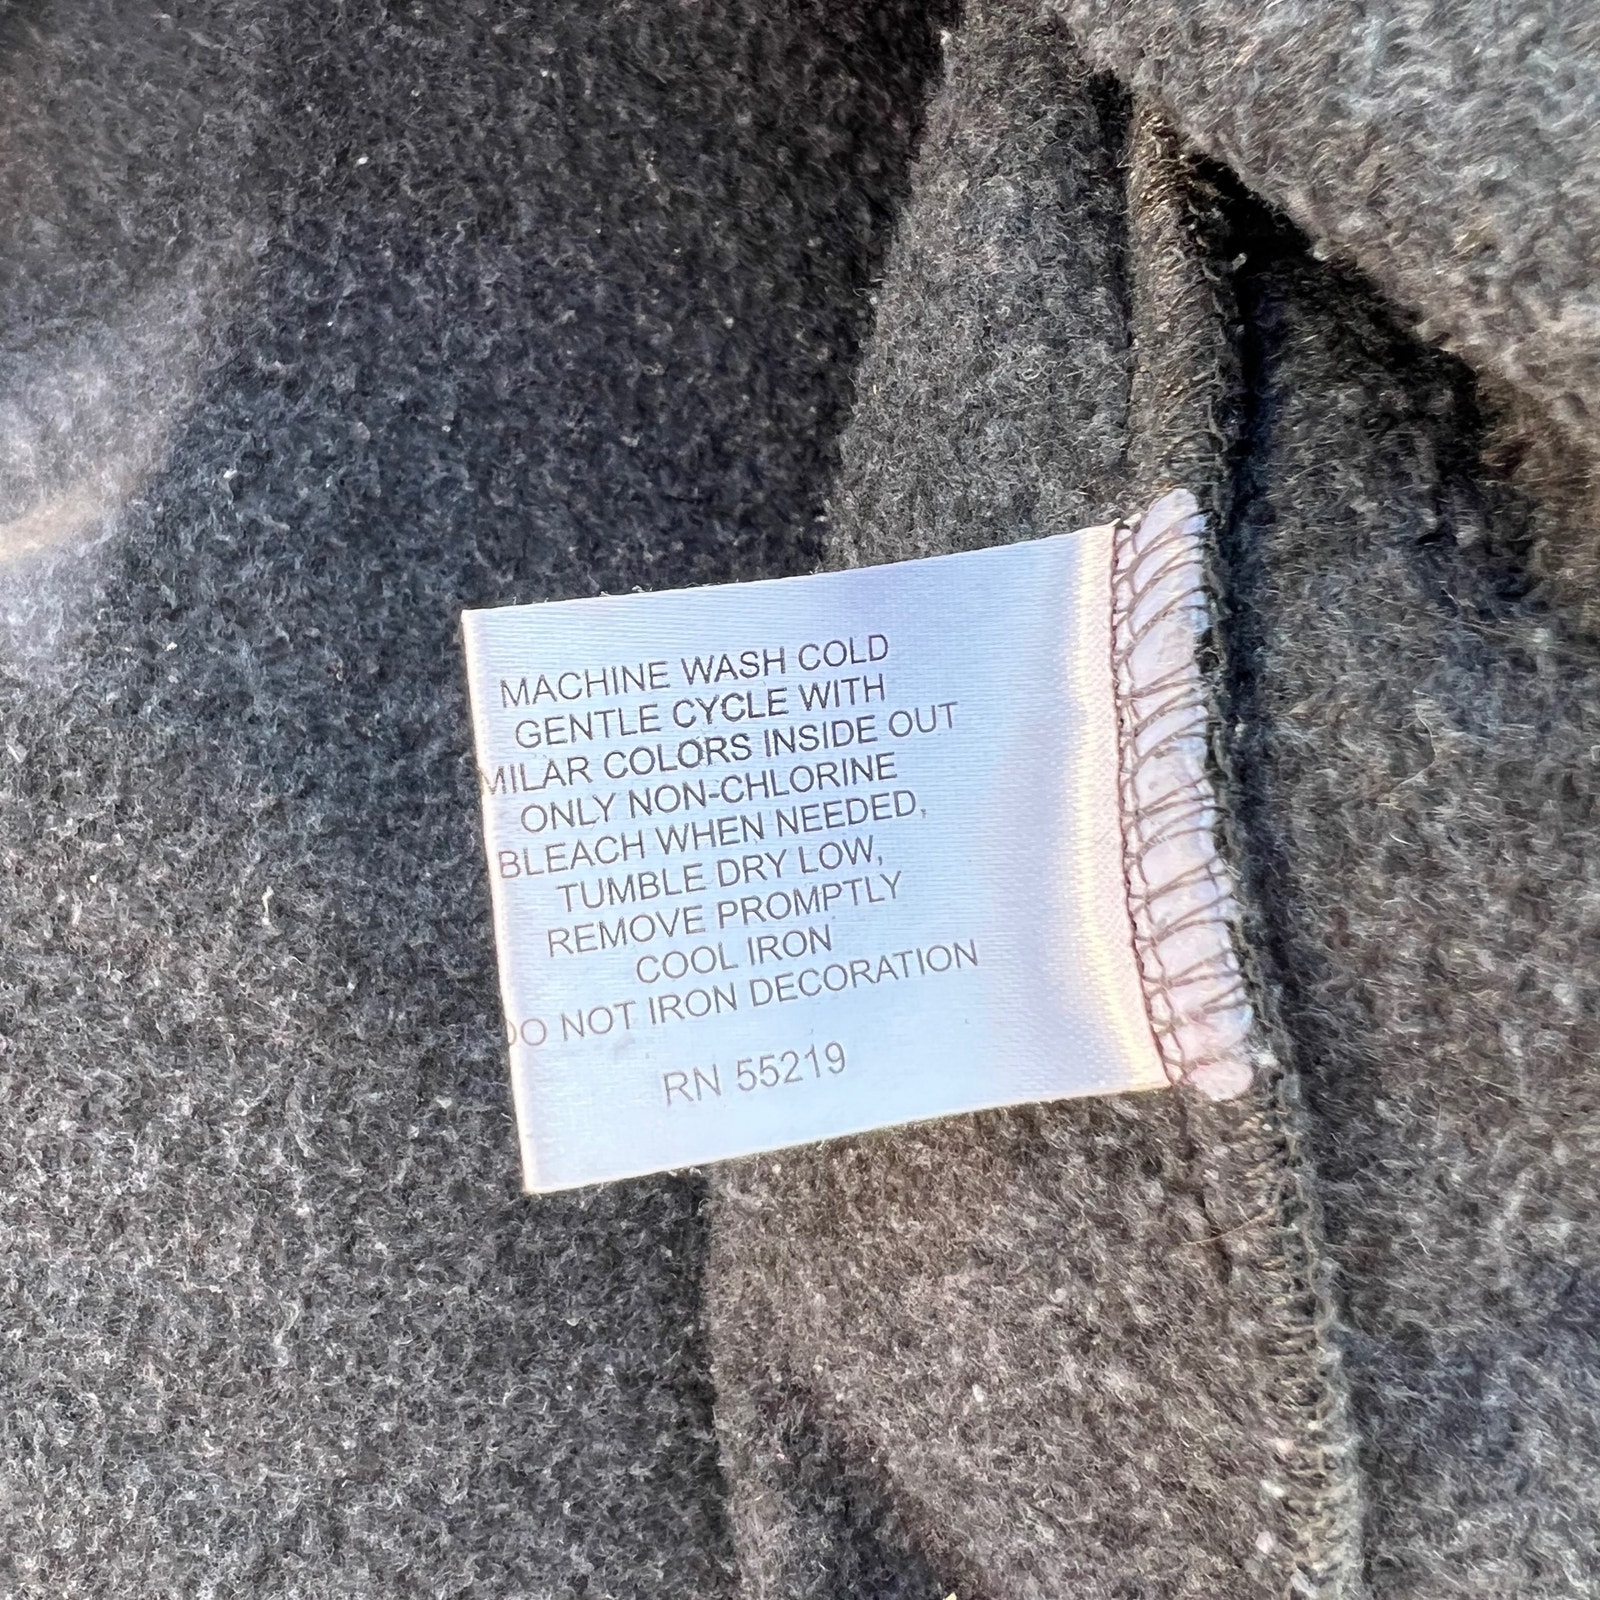 MACHINE WASH COLD
GENTLE CYCLE WITH
MILAR COLORS INSIDE OUT
ONLY NON-CHLORINE
BLEACH WHEN NEEDED,
TUMBLE DRY LOW,
REMOVE PROMPTLY
COOL IRON
DO NOT IRON DECORATION
RN 55219